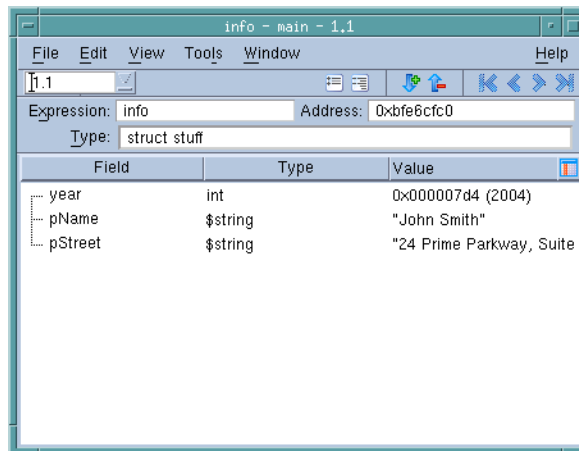 info - main - 1.1
File Edit View Tools Window Help
1.1
Expression: info Address: 0xbfe6cfc0
Type: struct stuff
Field Type Value
year int 0x000007d4 (2004)
pName $string "John Smith"
pStreet $string "24 Prime Parkway, Suite